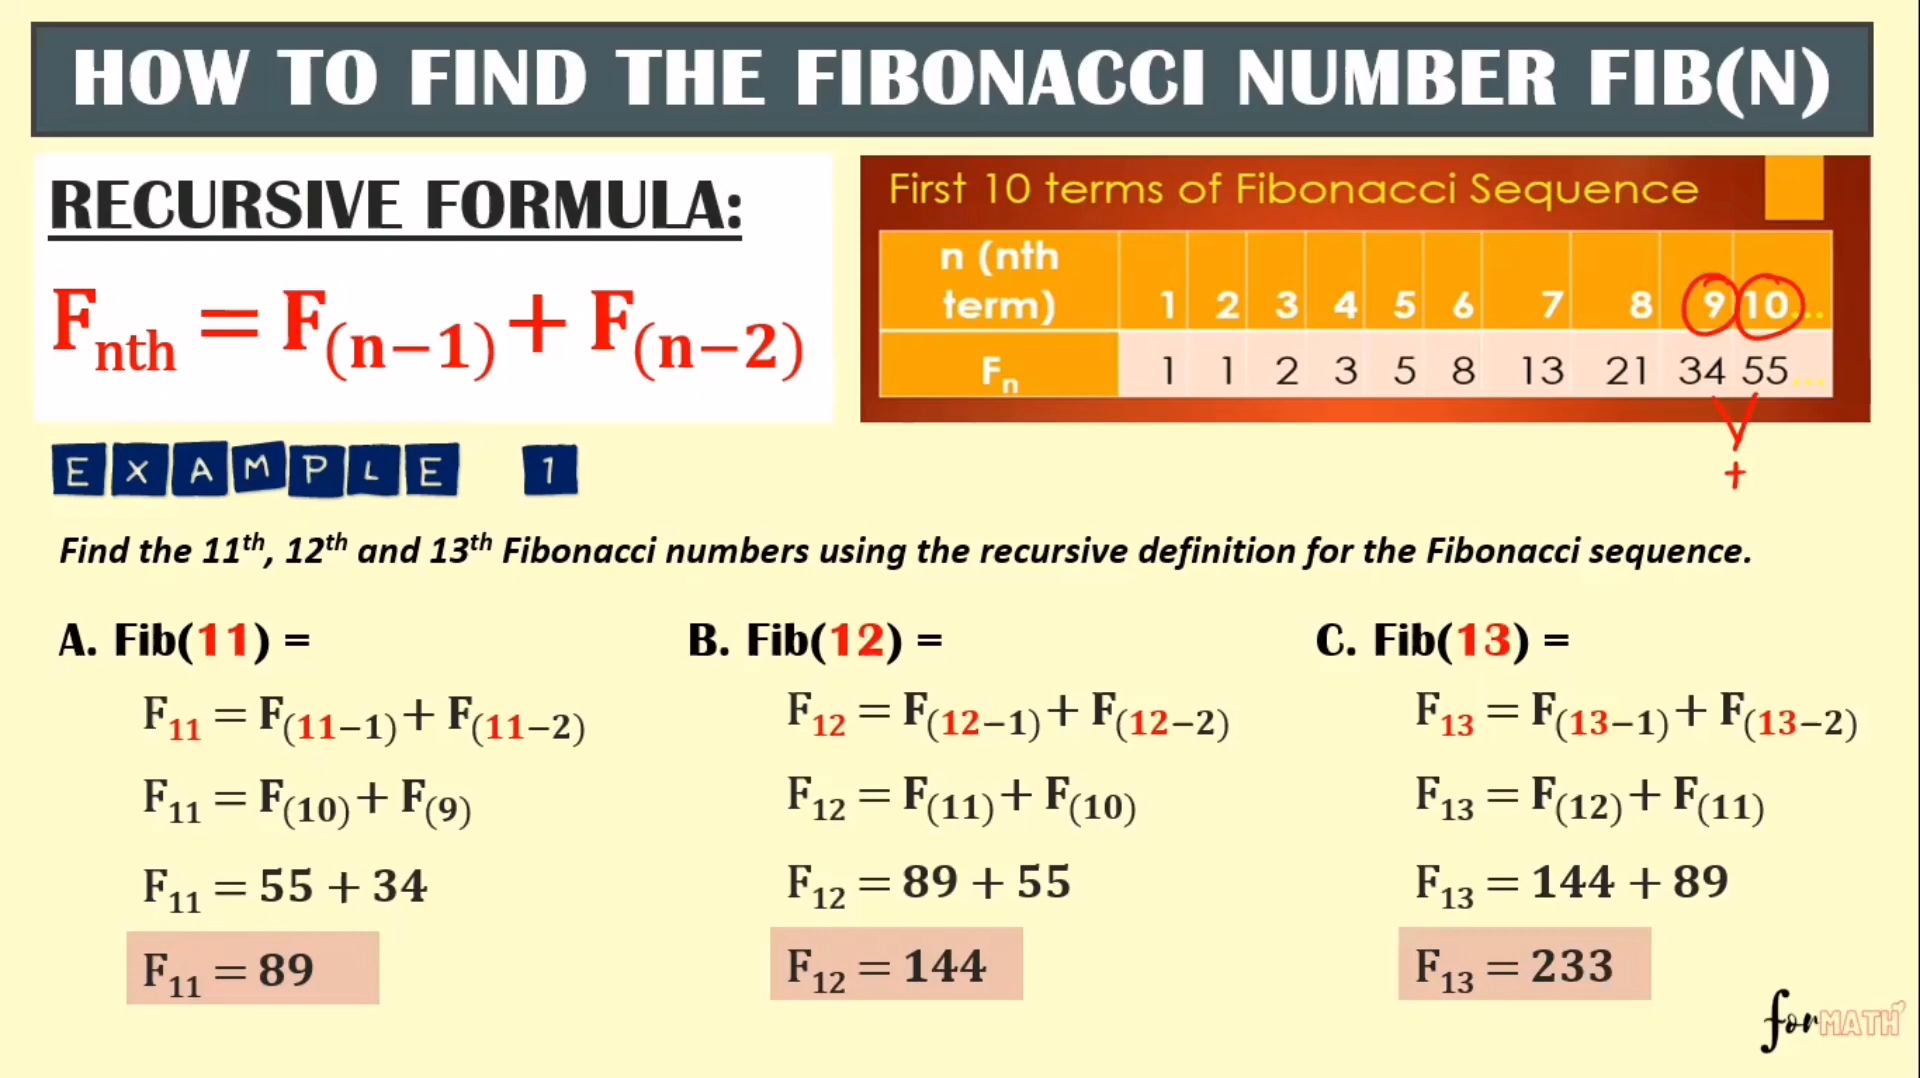 HOW TO FIND THE FIBONACCI NUMBER FIB(N)
RECURSIVE FORMULA:
Fₙₜₕ = F₍ₙ₋₁₎ + F₍ₙ₋₂₎
First 10 terms of Fibonacci Sequence
n (nth term) 1 2 3 4 5 6 7 8 9 10...
Fₙ 1 1 2 3 5 8 13 21 34 55...
+
EXAMPLE 1
Find the 11th, 12th and 13th Fibonacci numbers using the recursive definition for the Fibonacci sequence.
A. Fib(11) =
F₁₁ = F₍₁₁₋₁₎ + F₍₁₁₋₂₎
F₁₁ = F₍₁₀₎ + F₍₉₎
F₁₁ = 55 + 34
F₁₁ = 89
B. Fib(12) =
F₁₂ = F₍₁₂₋₁₎ + F₍₁₂₋₂₎
F₁₂ = F₍₁₁₎ + F₍₁₀₎
F₁₂ = 89 + 55
F₁₂ = 144
C. Fib(13) =
F₁₃ = F₍₁₃₋₁₎ + F₍₁₃₋₂₎
F₁₃ = F₍₁₂₎ + F₍₁₁₎
F₁₃ = 144 + 89
F₁₃ = 233
forMATH